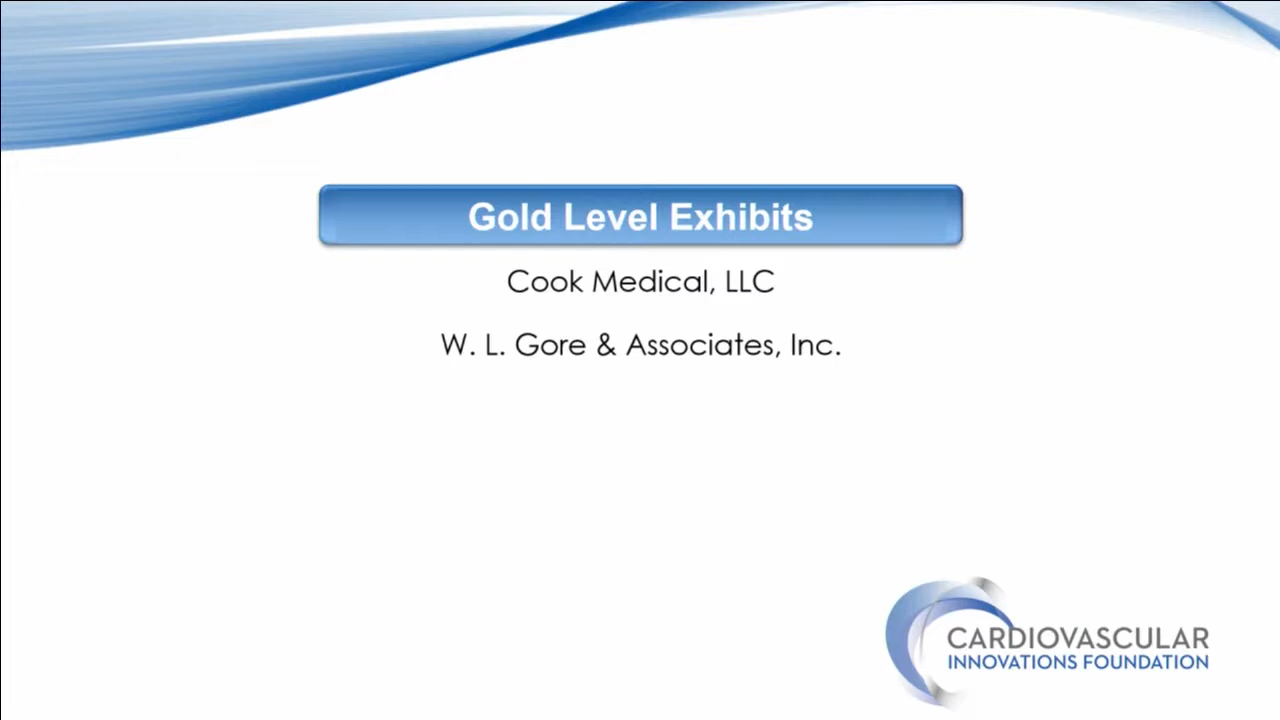 Gold Level Exhibits
Cook Medical, LLC
W. L. Gore & Associates, Inc.
CARDIOVASCULAR
INNOVATIONS FOUNDATION